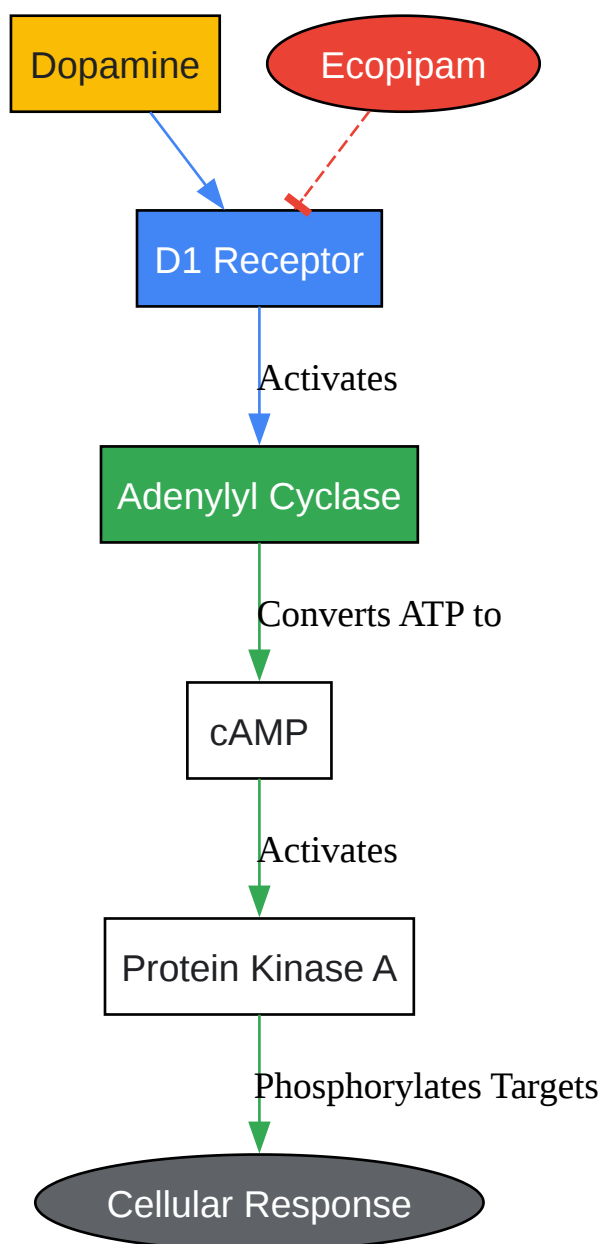 Dopamine
Ecopipam
D1 Receptor
Activates
Adenylyl Cyclase
Converts ATP to
cAMP
Activates
Protein Kinase A
Phosphorylates Targets
Cellular Response